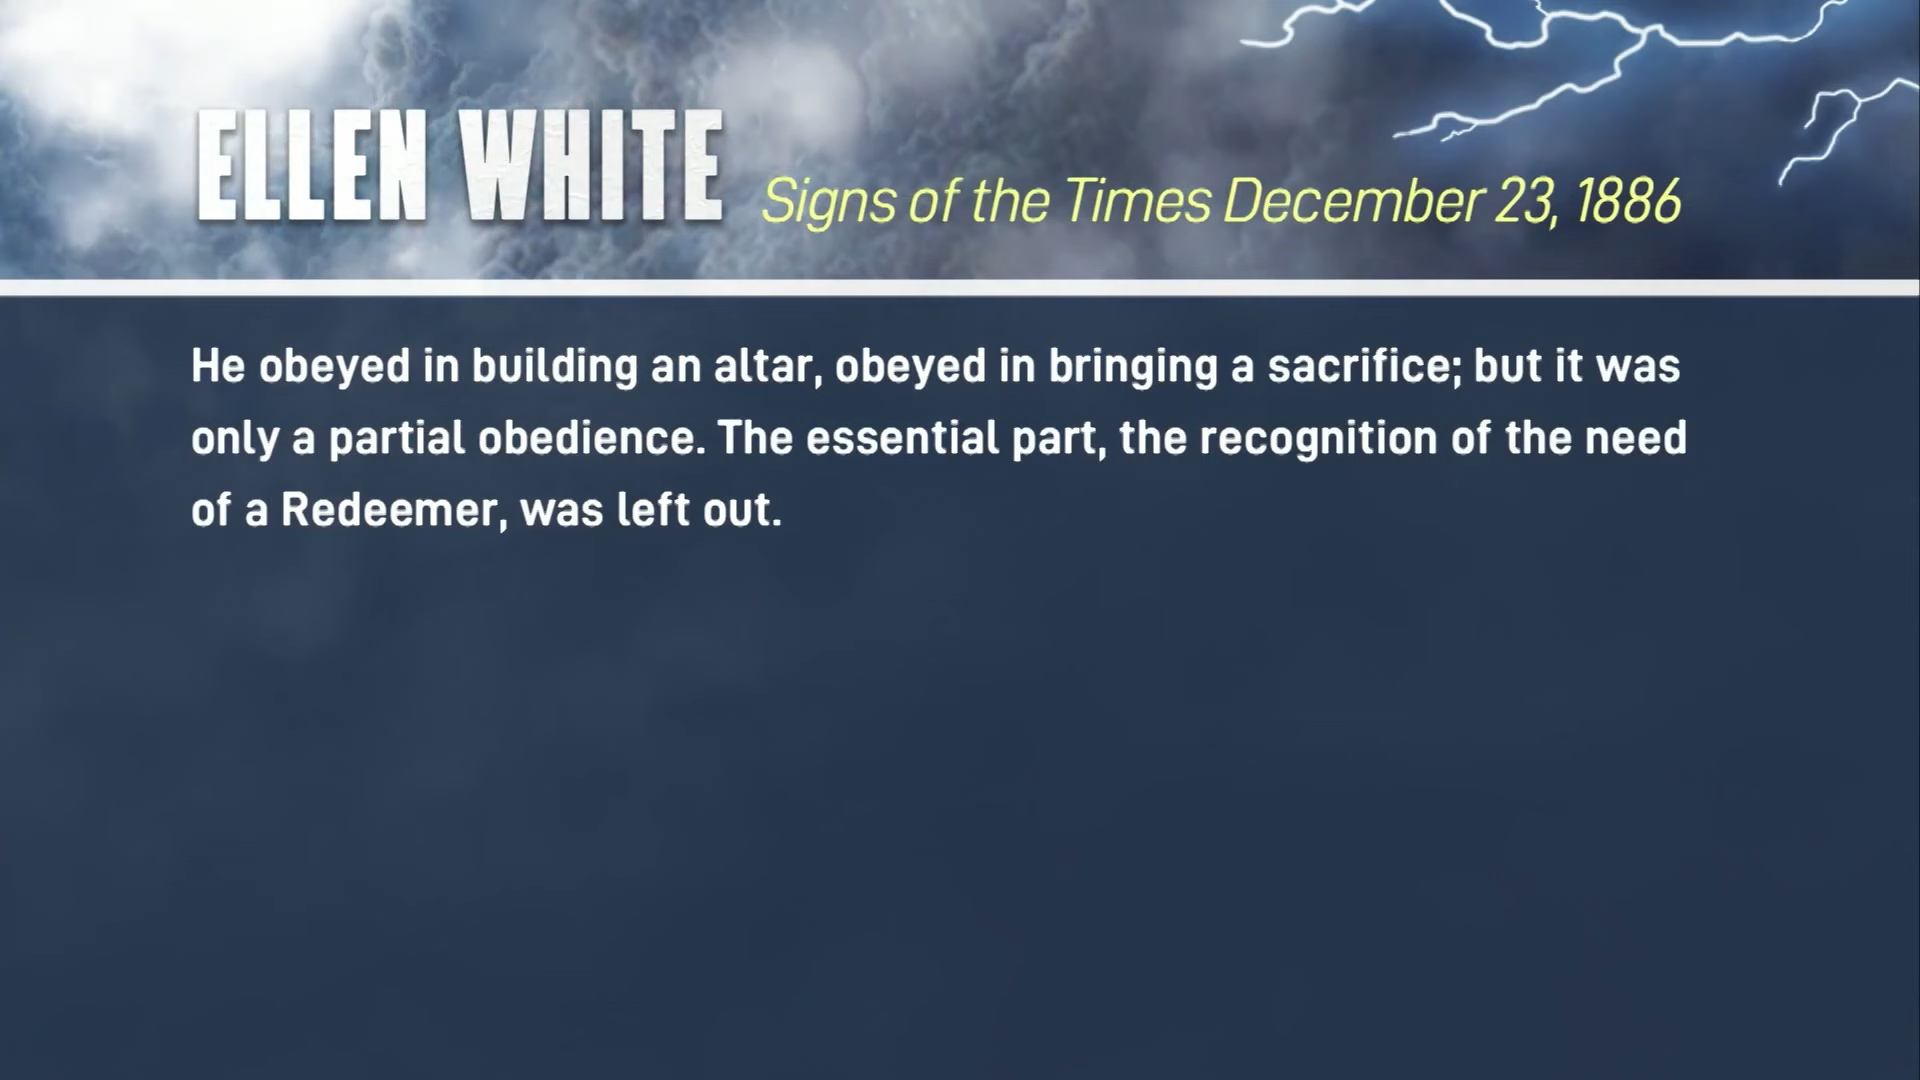 ELLEN WHITE Signs of the Times December 23, 1886
He obeyed in building an altar, obeyed in bringing a sacrifice; but it was
only a partial obedience. The essential part, the recognition of the need
of a Redeemer, was left out.